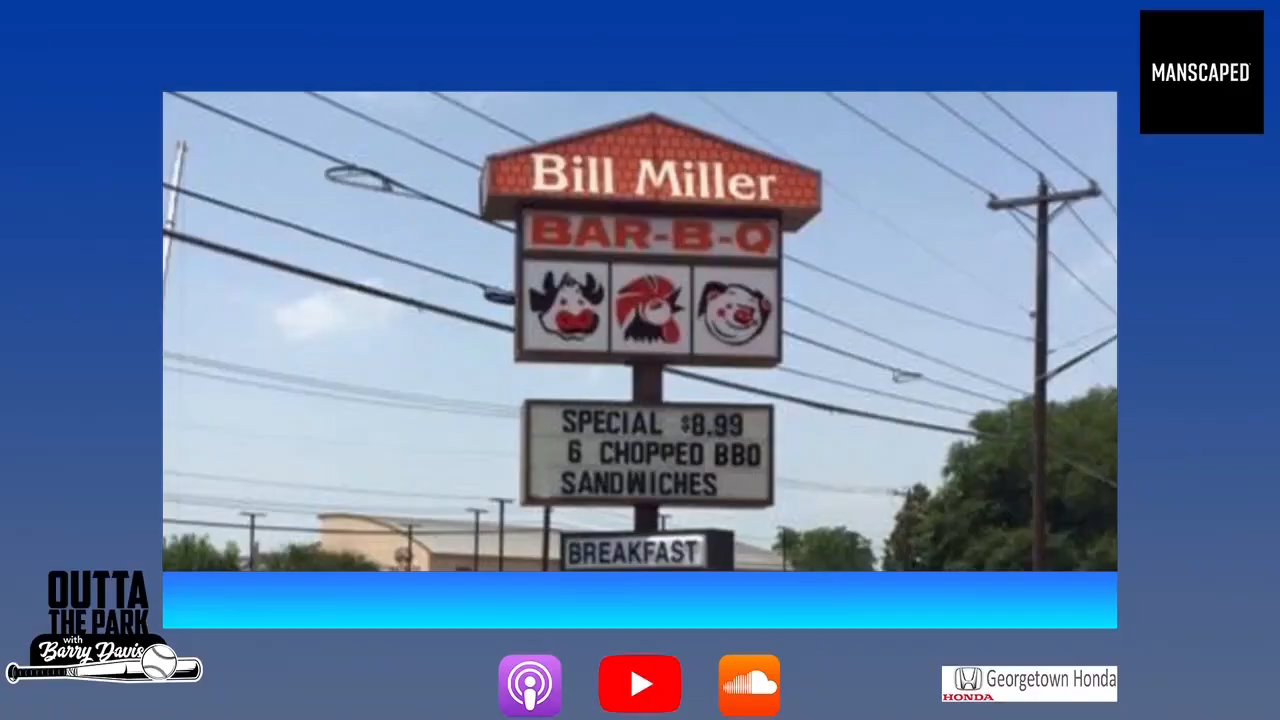 MANSCAPED
Bill Miller
BAR-B-Q
SPECIAL $8.99
6 CHOPPED BBQ
SANDWICHES
BREAKFAST
OUTTA
THE PARK
with
Barry Davis
Georgetown Honda
HONDA